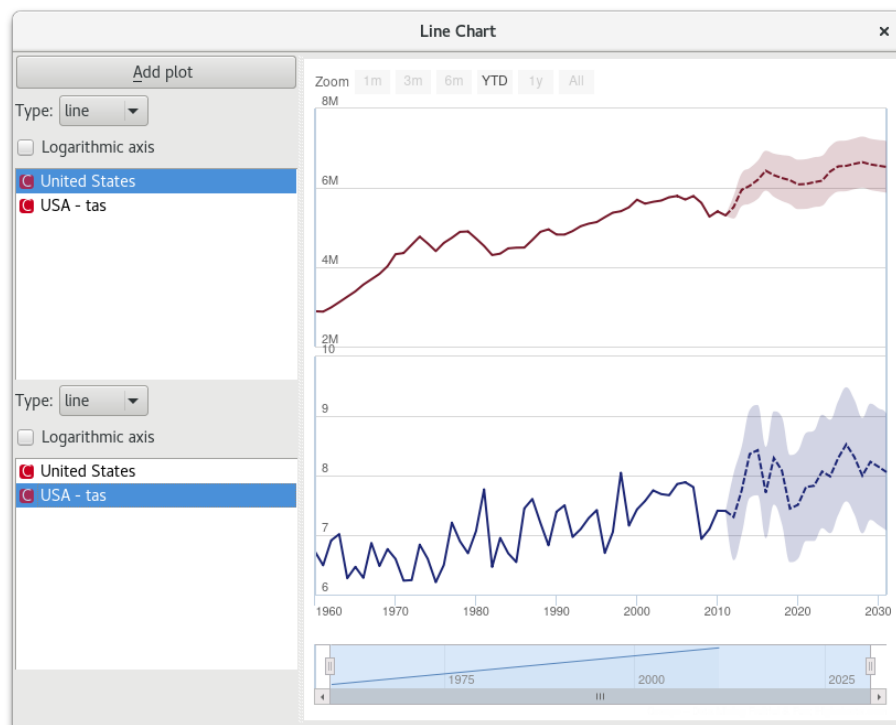 Line Chart ×
Add plot
Type: line
Logarithmic axis
C United States
C USA - tas
Type: line
Logarithmic axis
C United States
C USA - tas
Zoom 1m 3m 6m YTD 1y All
8M
6M
4M
2M
10
9
8
7
6
1960 1970 1980 1990 2000 2010 2020 2030
1975 2000 2025